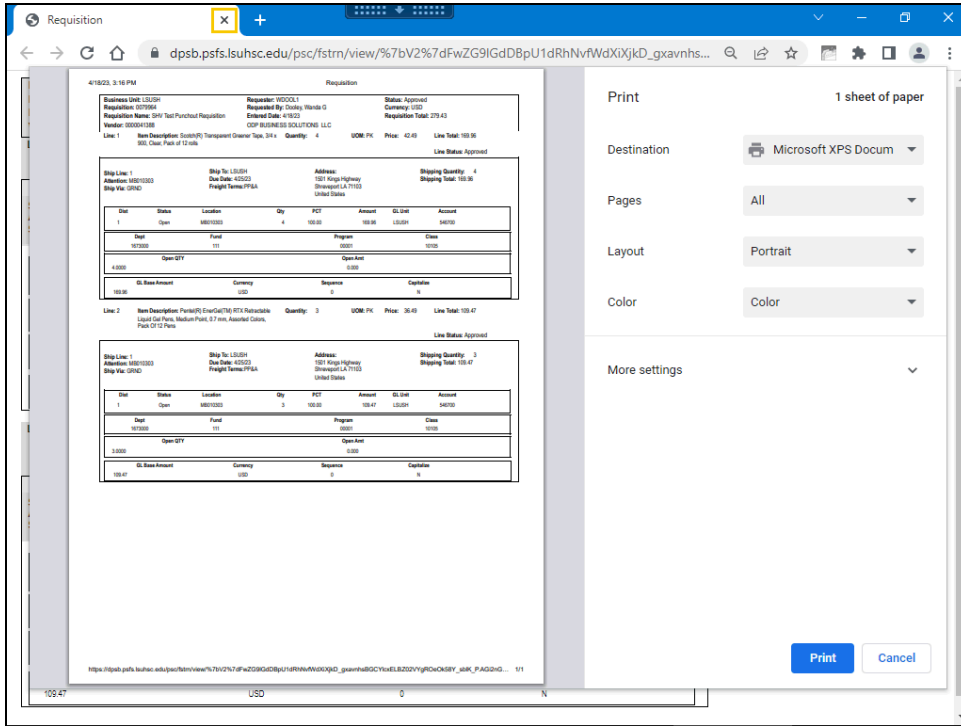 Requisition
dpsb.psfs.lsuhsc.edu/psc/fstrn/view/%7bV2%7dFwZG9IGdDBpU1dRhNvfWdXiXjkD_gxavnhs...
4/18/23, 3:16 PM Requisition
Business Unit: LSUSH Requester: WDOOL1 Status: Approved
Requisition: 0079964 Requested By: Dooley, Wanda G Currency: USD
Requisition Name: SHV Test Punchout Requisition Entered Date: 4/18/23 Requisition Total: 279.43
Vendor: 0000041388 ODP BUSINESS SOLUTIONS LLC
Line: 1 Item Description: Scotch(R) Transparent Greener Tape, 3/4 x Quantity: 4 UOM: PK Price: 42.49 Line Total: 169.96
900, Clear, Pack of 12 rolls
Line Status: Approved
Ship Line: 1 Ship To: LSUSH Address: Shipping Quantity: 4
Attention: MB010303 Due Date: 4/25/23 1501 Kings Highway Shipping Total: 169.96
Ship Via: GRND Freight Terms:PP&A Shraveport LA 71103
United States
Dist Status Location Qty PCT Amount GL Unit Account
1 Open MB010303 4 100.00 169.96 LSUSH 546700
Dept Fund Program Class
1673000 111 00001 10105
Open QTY Open Amt
4.0000 0.000
GL Base Amount Currency Sequence Capitalize
169.96 USD 0 N
Line: 2 Item Description: Pentel(R) EnerGel(TM) RTX Retractable Quantity: 3 UOM: PK Price: 36.49 Line Total: 109.47
Liquid Gel Pens, Medium Point, 0.7 mm, Assorted Colors,
Pack Of 12 Pens
Line Status: Approved
Ship Line: 1 Ship To: LSUSH Address: Shipping Quantity: 3
Attention: MB010303 Due Date: 4/25/23 1501 Kings Highway Shipping Total: 109.47
Ship Via: GRND Freight Terms:PP&A Shraveport LA 71103
United States
Dist Status Location Qty PCT Amount GL Unit Account
1 Open MB010303 3 100.00 109.47 LSUSH 546700
Dept Fund Program Class
1673000 111 00001 10105
Open QTY Open Amt
3.0000 0.000
GL Base Amount Currency Sequence Capitalize
109.47 USD 0 N
1/1
Print 1 sheet of paper
Destination Microsoft XPS Docum
Pages All
Layout Portrait
Color Color
More settings
Print Cancel
109.47 USD 0 N